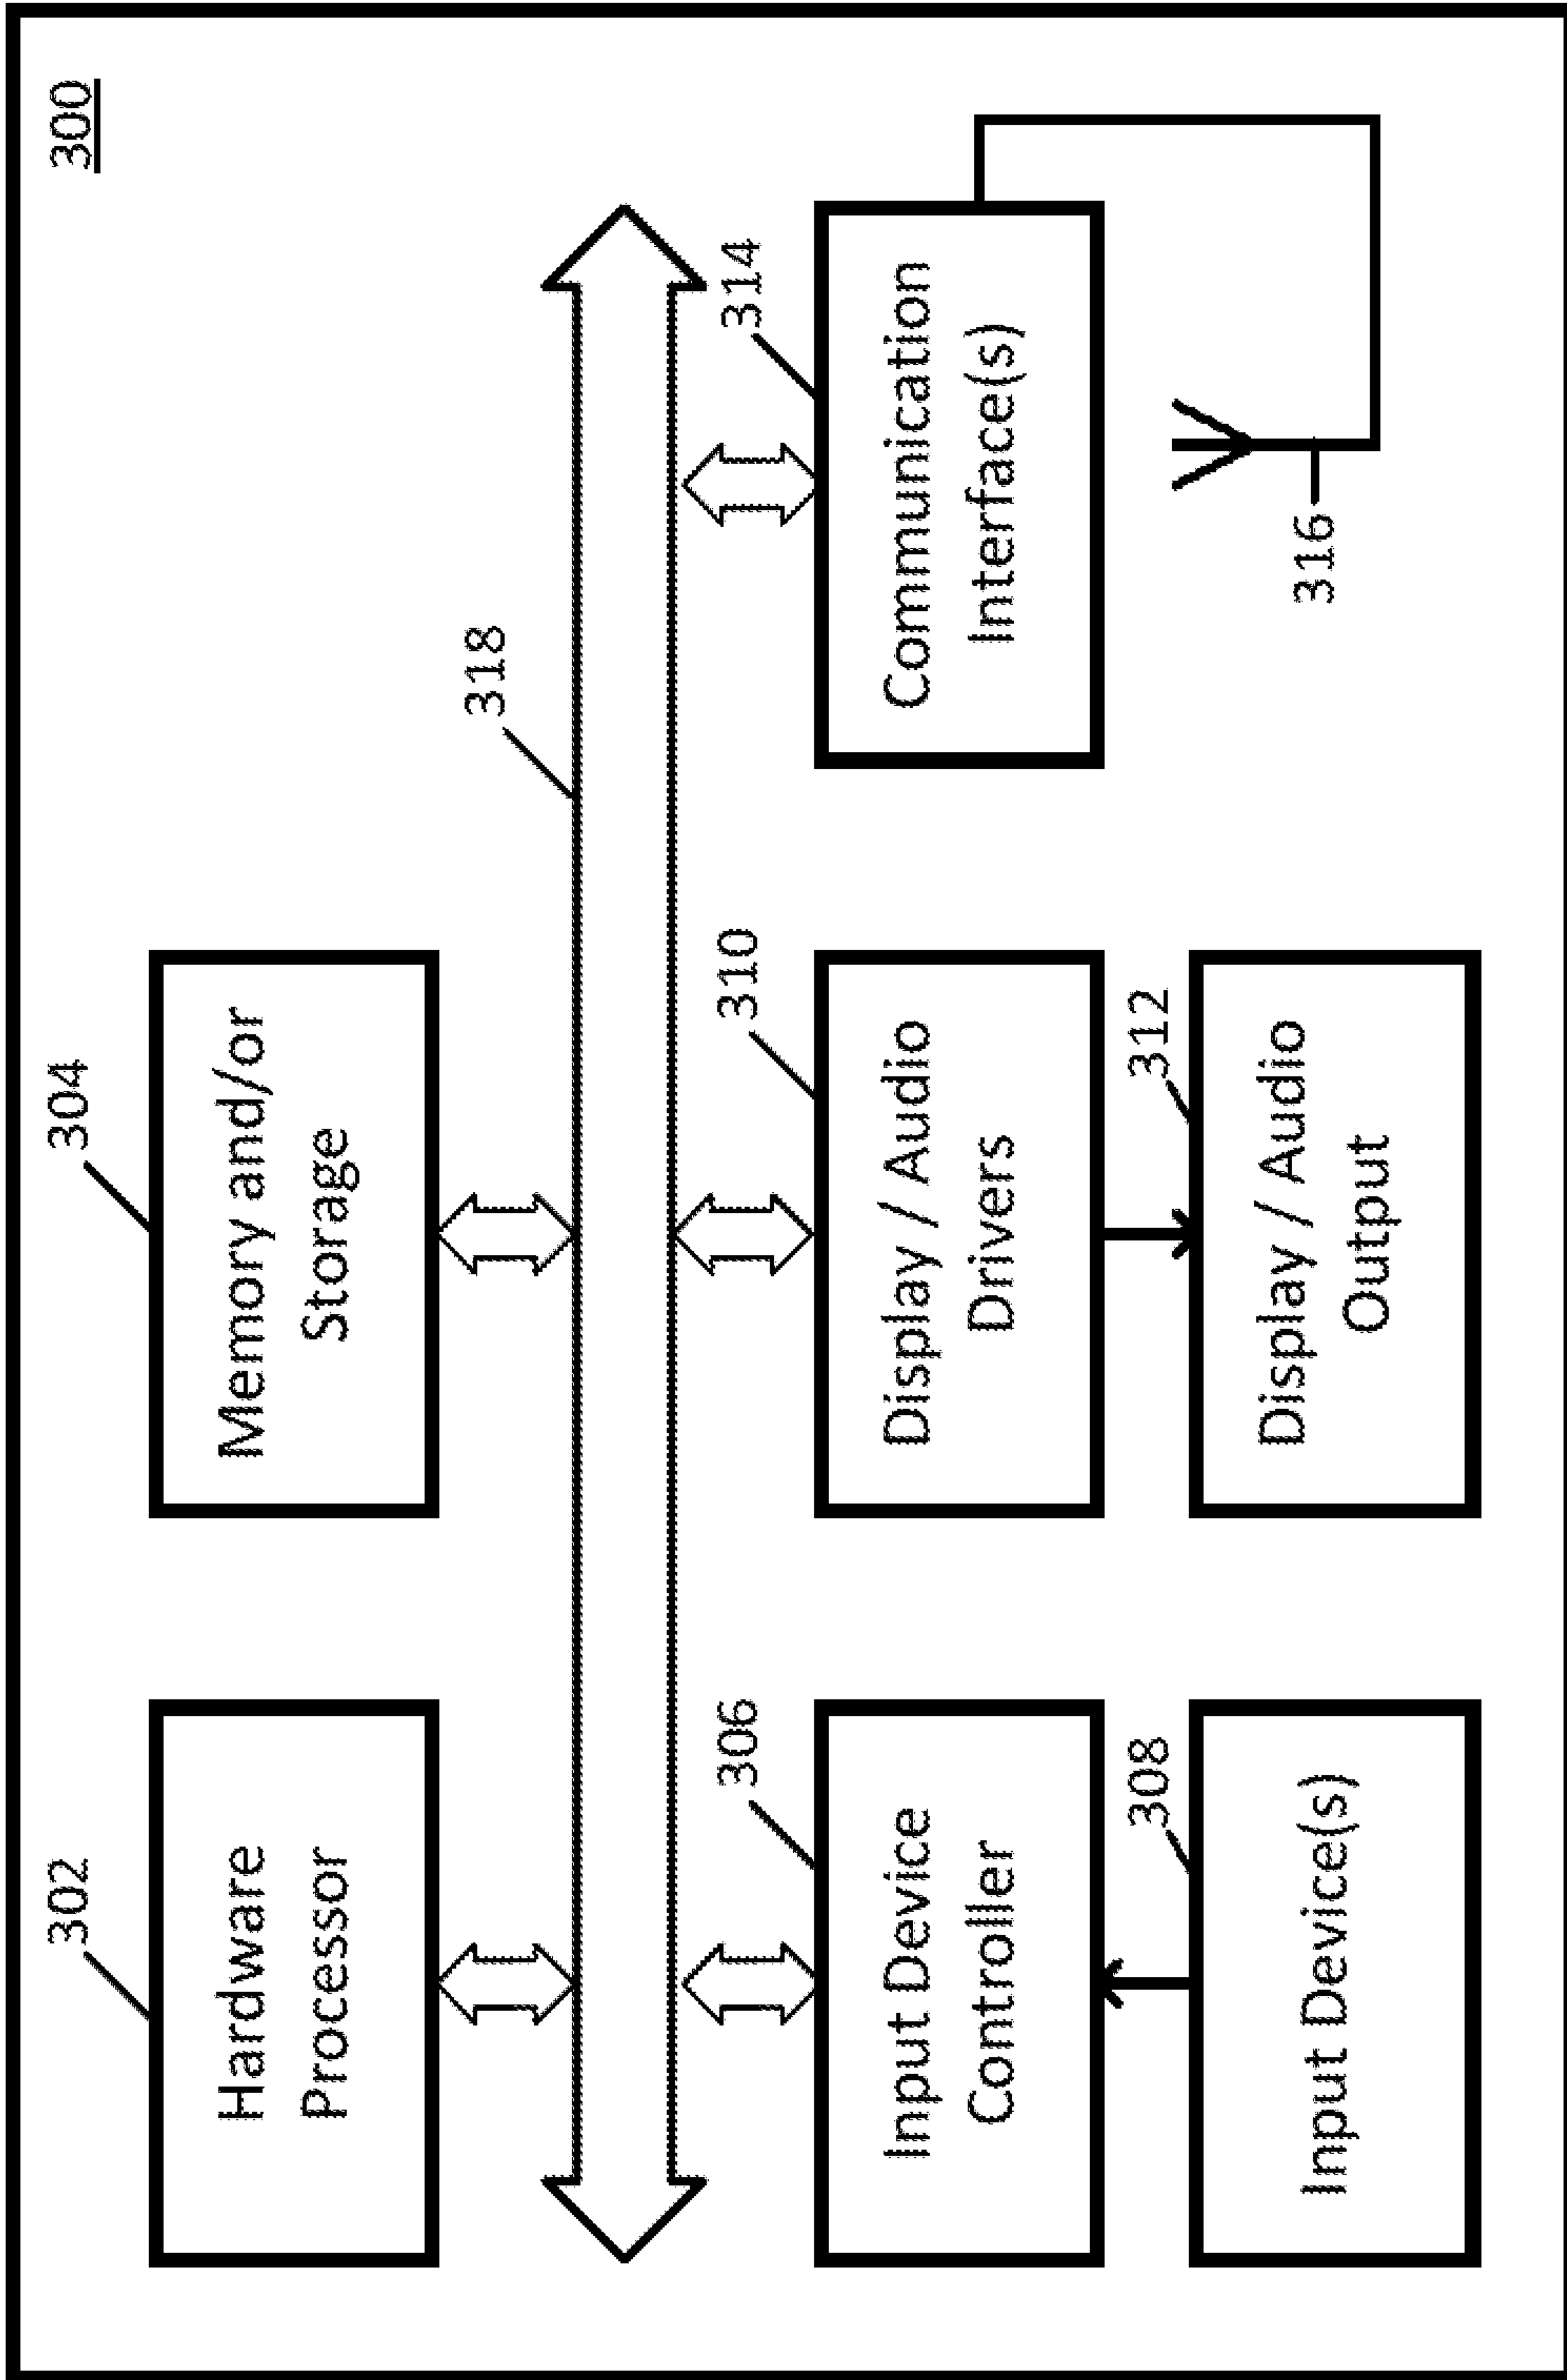 300
302
Hardware
Processor
304
Memory and/or
Storage
318
306
Input Device
Controller
310
Display / Audio
Drivers
314
Communication
Interface(s)
308
Input Device(s)
312
Display / Audio
Output
316